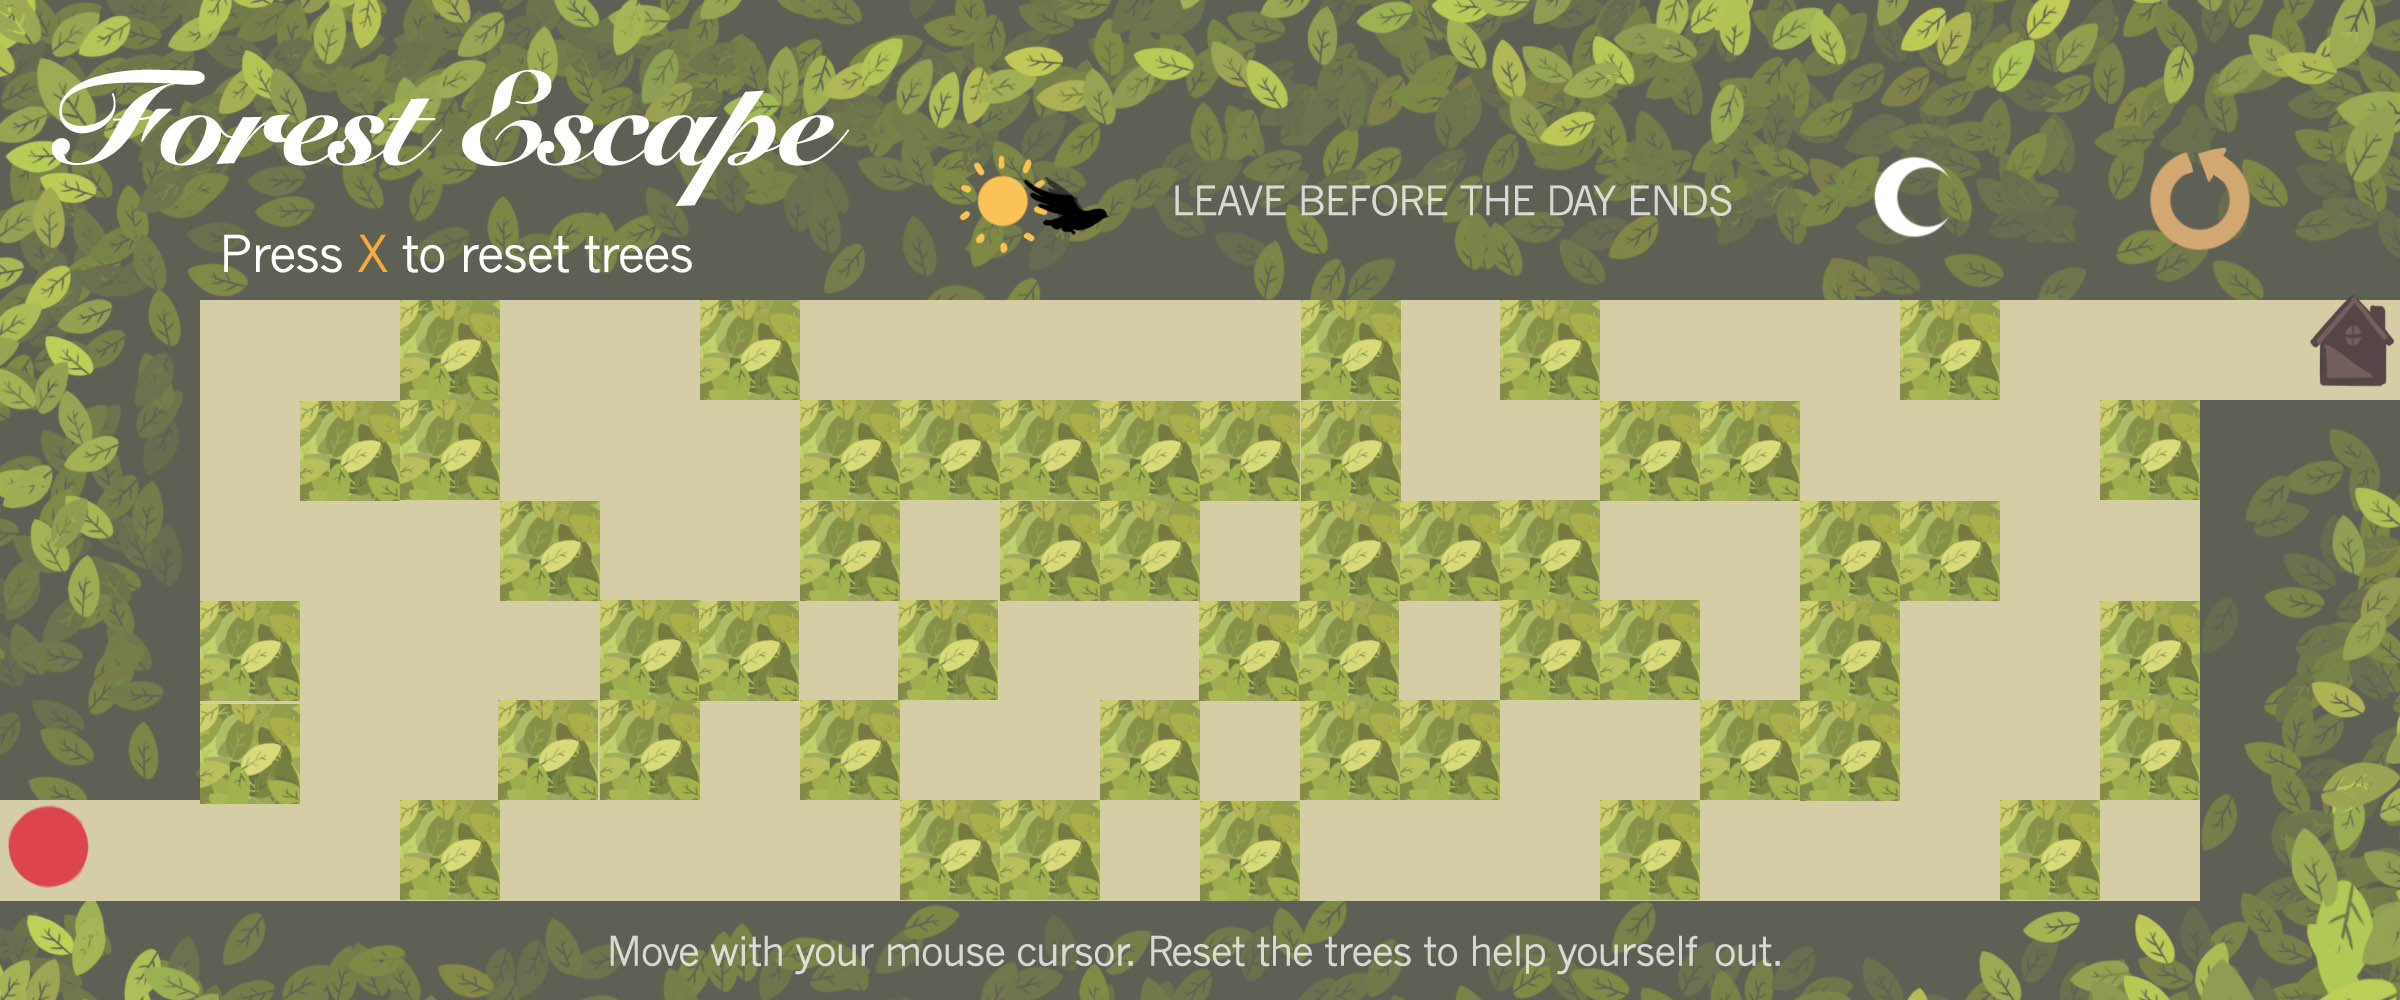 Forest Escape
Press X to reset trees
LEAVE BEFORE THE DAY ENDS
Move with your mouse cursor. Reset the trees to help yourself out.